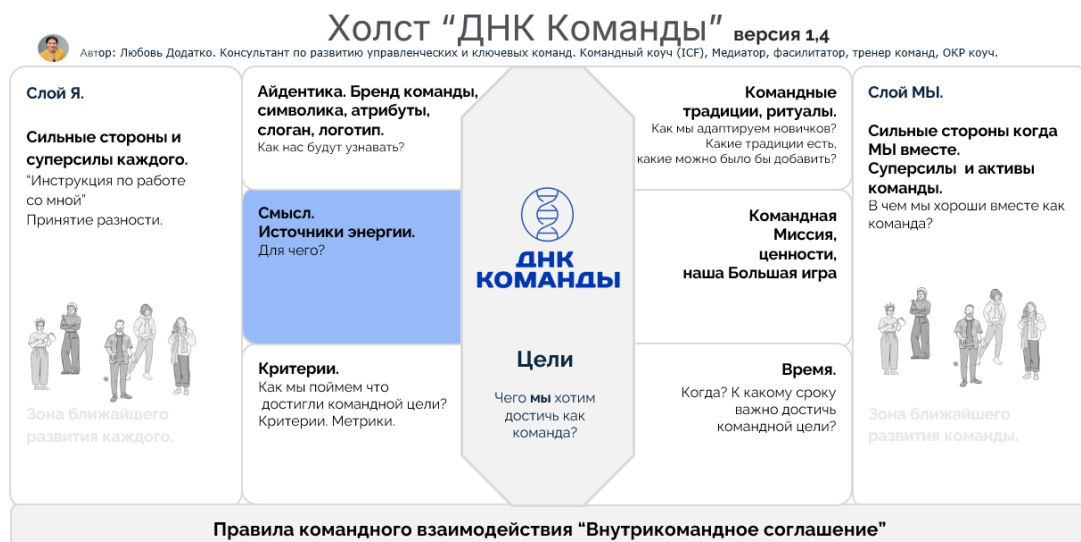 Холст “ДНК Команды” версия 1,4
Автор: Любовь Додатко. Консультант по развитию управленческих и ключевых команд. Командный коуч (ICF), Медиатор, фасилитатор, тренер команд, ОКР коуч.
Слой Я.
Сильные стороны и
суперсилы каждого.
“Инструкция по работе
со мной”
Принятие разности.
Зона ближайшего
развития каждого.
Айдентика. Бренд команды,
символика, атрибуты,
слоган, логотип.
Как нас будут узнавать?
Смысл.
Источники энергии.
Для чего?
Критерии.
Как мы поймем что
достигли командной цели?
Критерии. Метрики.
ДНК
КОМАНДЫ
Цели
Чего мы хотим
достичь как
команда?
Командные
традиции, ритуалы.
Как мы адаптируем новичков?
Какие традиции есть,
какие можно было бы добавить?
Командная
Миссия,
ценности,
наша Большая игра
Время.
Когда? К какому сроку
важно достичь
командной цели?
Слой МЫ.
Сильные стороны когда
МЫ вместе.
Суперсилы и активы
команды.
В чем мы хороши вместе как
команда?
Зона ближайшего
развития команды.
Правила командного взаимодействия “Внутрикомандное соглашение”